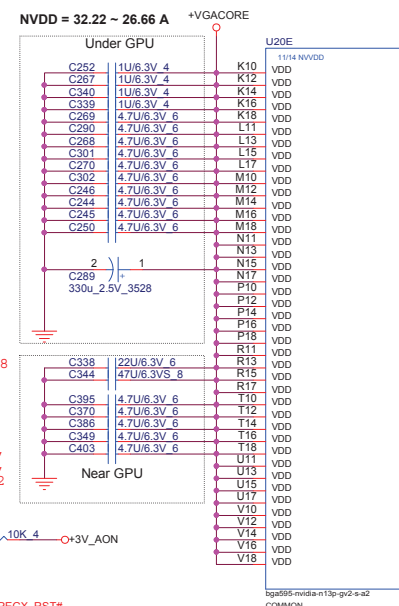 NVDD = 32.22 ~ 26.66 A
+VGACORE
Under GPU
U20E
11/14 NVVDD
C252 1U/6.3V_4 K10 VDD
C267 1U/6.3V_4 K12 VDD
C340 1U/6.3V_4 K14 VDD
C339 1U/6.3V_4 K16 VDD
C269 4.7U/6.3V_6 K18 VDD
C290 4.7U/6.3V_6 L11 VDD
C268 4.7U/6.3V_6 L13 VDD
C301 4.7U/6.3V_6 L15 VDD
C270 4.7U/6.3V_6 L17 VDD
C302 4.7U/6.3V_6 M10 VDD
C246 4.7U/6.3V_6 M12 VDD
C244 4.7U/6.3V_6 M14 VDD
C245 4.7U/6.3V_6 M16 VDD
C250 4.7U/6.3V_6 M18 VDD
N11 VDD
N13 VDD
2 1 N15 VDD
C289 + N17 VDD
330u_2.5V_3528 P10 VDD
P12 VDD
P14 VDD
P16 VDD
P18 VDD
R11 VDD
8 C338 22U/6.3V_6 R13 VDD
C344 47U/6.3VS_8 R15 VDD
R17 VDD
C395 4.7U/6.3V_6 T10 VDD
C370 4.7U/6.3V_6 T12 VDD
C386 4.7U/6.3V_6 T14 VDD
C349 4.7U/6.3V_6 T16 VDD
C403 4.7U/6.3V_6 T18 VDD
U11 VDD
Near GPU U13 VDD
2 U15 VDD
U17 VDD
V10 VDD
V12 VDD
10K_4 +3V_AON V14 VDD
V16 VDD
V18 VDD
bga595-nvidia-n13p-gv2-s-a2
COMMON
PEGX_RST#